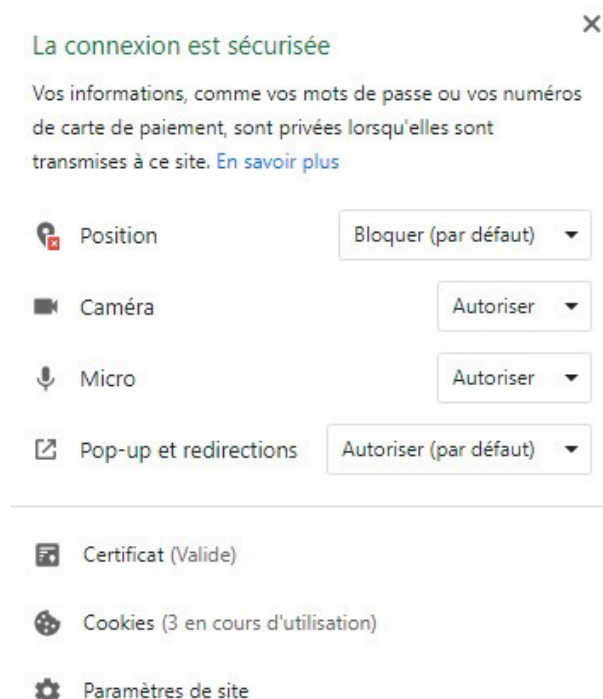 La connexion est sécurisée
Vos informations, comme vos mots de passe ou vos numéros
de carte de paiement, sont privées lorsqu'elles sont
transmises à ce site. En savoir plus
Position Bloquer (par défaut)
Caméra Autoriser
Micro Autoriser
Pop-up et redirections Autoriser (par défaut)
Certificat (Valide)
Cookies (3 en cours d'utilisation)
Paramètres de site